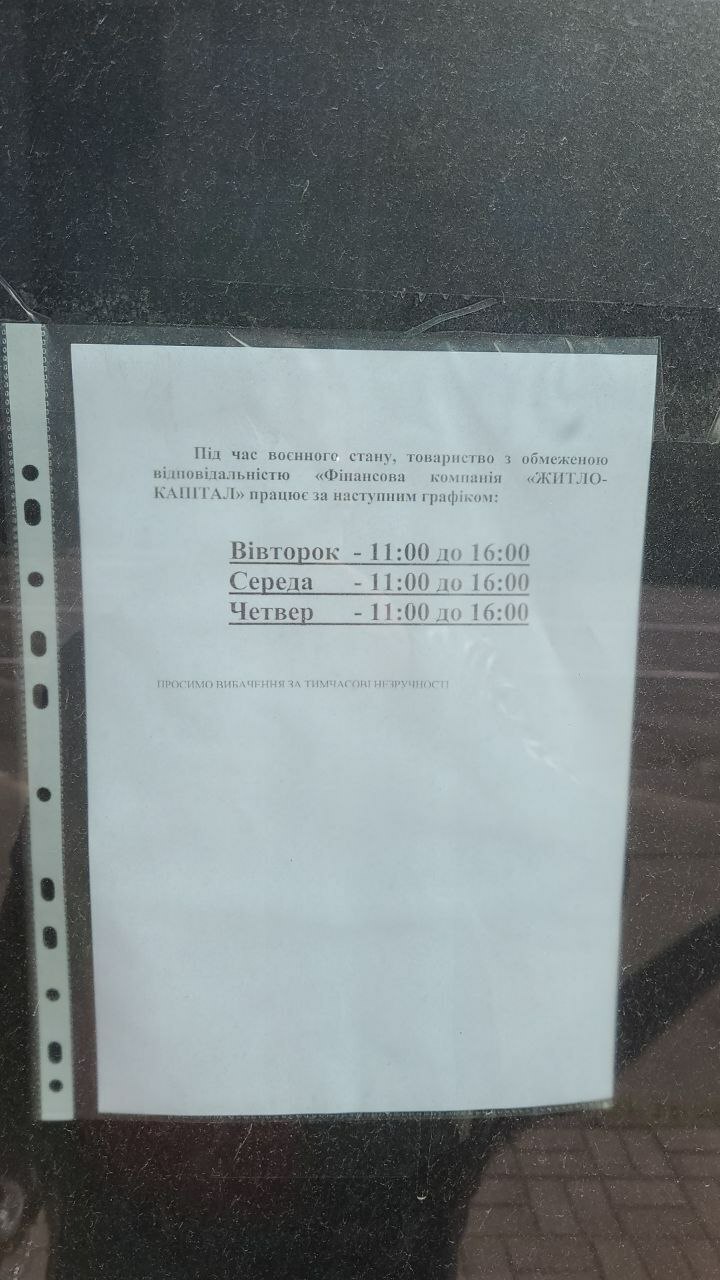 Під час воєнного стану, товариство з обмеженою
відповідальністю «Фінансова компанія «ЖИТЛО-
КАПІТАЛ» працює за наступним графіком:
Вівторок - 11:00 до 16:00
Середа - 11:00 до 16:00
Четвер - 11:00 до 16:00
ПРОСИМО ВИБАЧЕННЯ ЗА ТИМЧАСОВІ НЕЗРУЧНОСТІ